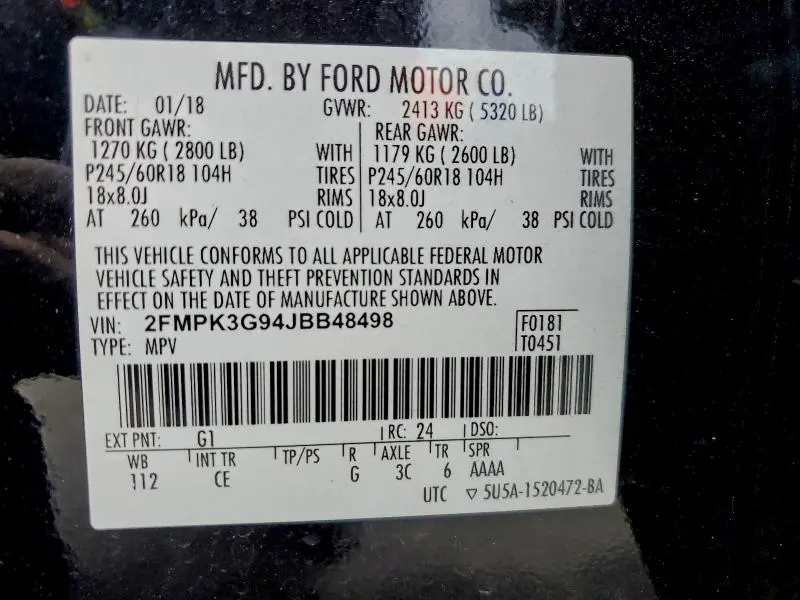 MFD. BY FORD MOTOR CO.
DATE: 01/18 GVWR: 2413 KG ( 5320 LB)
FRONT GAWR: REAR GAWR:
1270 KG ( 2800 LB) WITH 1179 KG ( 2600 LB) WITH
P245/60R18 104H TIRES P245/60R18 104H TIRES
18x8.0J RIMS 18x8.0J RIMS
AT 260 kPa/ 38 PSI COLD AT 260 kPa/ 38 PSI COLD
THIS VEHICLE CONFORMS TO ALL APPLICABLE FEDERAL MOTOR
VEHICLE SAFETY AND THEFT PREVENTION STANDARDS IN
EFFECT ON THE DATE OF MANUFACTURE SHOWN ABOVE.
VIN: 2FMPK3G94JBB48498 F0181
TYPE: MPV T0451
EXT PNT: G1 RC: 24 DSO:
WB INT TR TP/PS R AXLE TR SPR
112 CE G 3C 6 AAAA
UTC ▽ 5U5A-1520472-BA